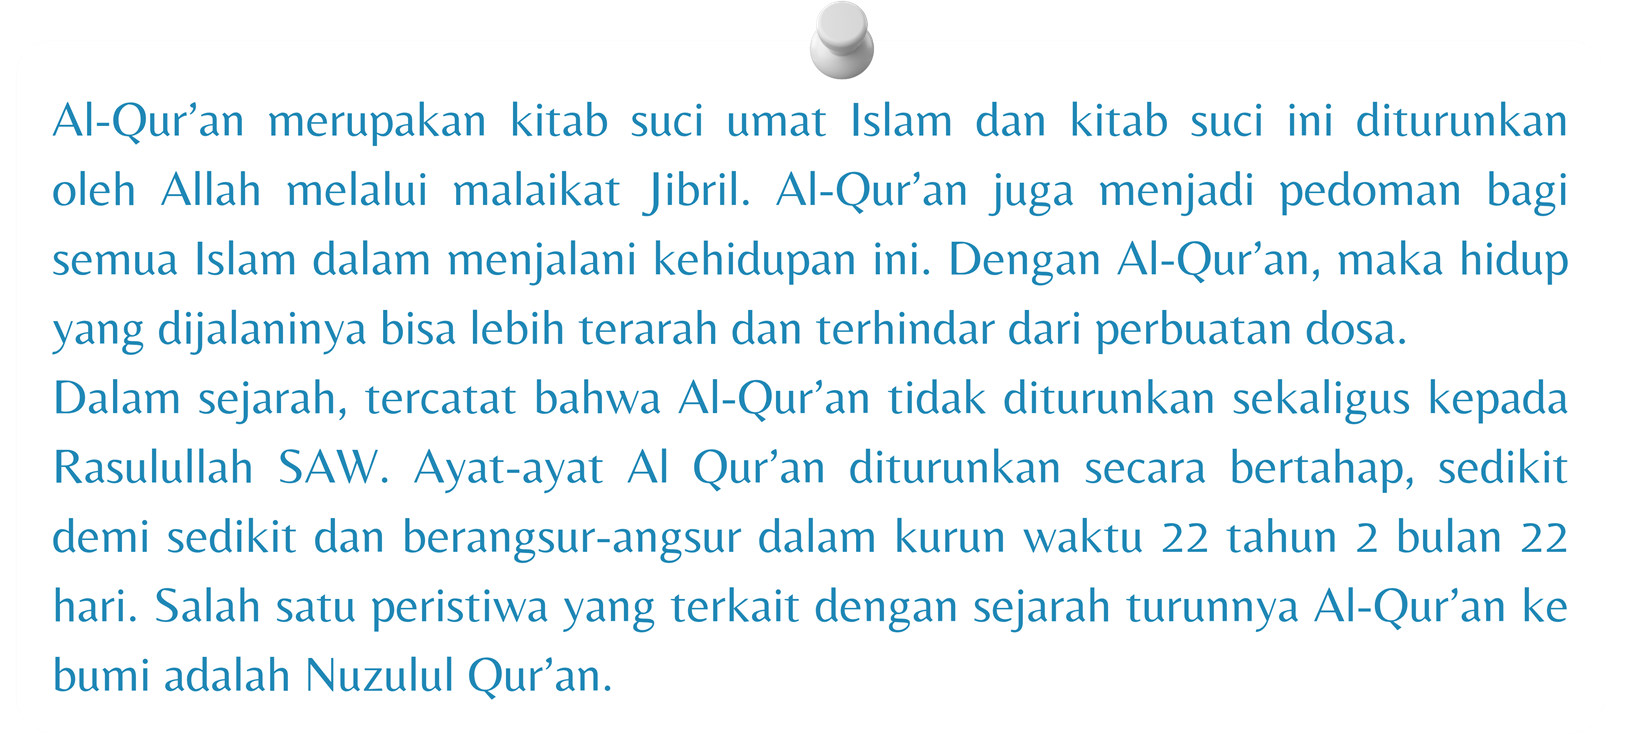 Al-Qur’an merupakan kitab suci umat Islam dan kitab suci ini diturunkan
oleh Allah melalui malaikat Jibril. Al-Qur’an juga menjadi pedoman bagi
semua Islam dalam menjalani kehidupan ini. Dengan Al-Qur’an, maka hidup
yang dijalaninya bisa lebih terarah dan terhindar dari perbuatan dosa.
Dalam sejarah, tercatat bahwa Al-Qur’an tidak diturunkan sekaligus kepada
Rasulullah SAW. Ayat-ayat Al Qur’an diturunkan secara bertahap, sedikit
demi sedikit dan berangsur-angsur dalam kurun waktu 22 tahun 2 bulan 22
hari. Salah satu peristiwa yang terkait dengan sejarah turunnya Al-Qur’an ke
bumi adalah Nuzulul Qur’an.